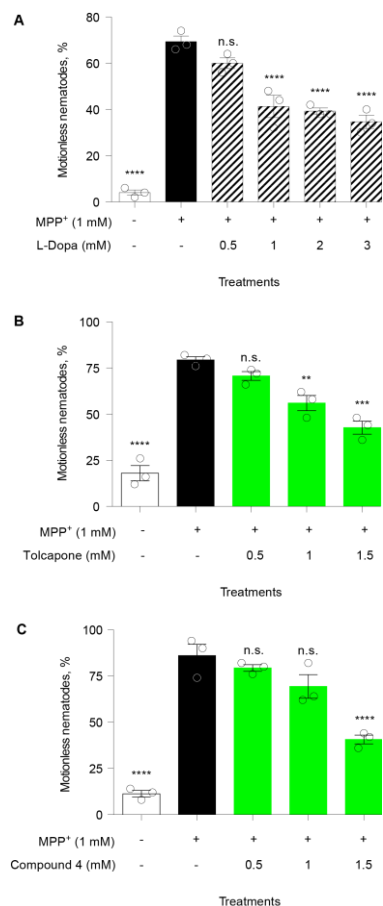 A
Motionless nematodes, %
80
60
40
20
0
****
n.s.
****
****
****
MPP⁺ (1 mM) - + + + + +
L-Dopa (mM) - - 0.5 1 2 3
Treatments
B
Motionless nematodes, %
100
75
50
25
0
****
n.s.
**
***
MPP⁺ (1 mM) - + + + +
Tolcapone (mM) - - 0.5 1 1.5
Treatments
C
Motionless nematodes, %
100
75
50
25
0
****
n.s.
n.s.
****
MPP⁺ (1 mM) - + + + +
Compound 4 (mM) - - 0.5 1 1.5
Treatments